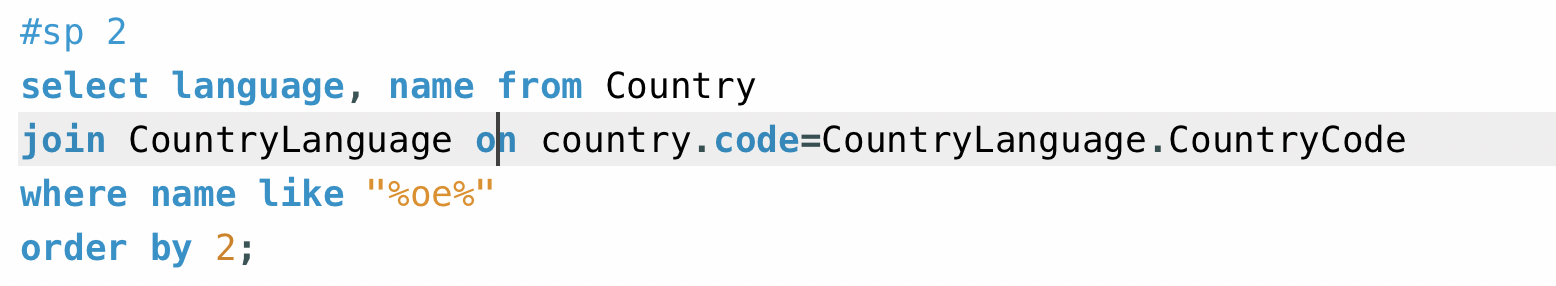 #sp 2
select language, name from Country
join CountryLanguage on country.code=CountryLanguage.CountryCode
where name like "%oe%"
order by 2;